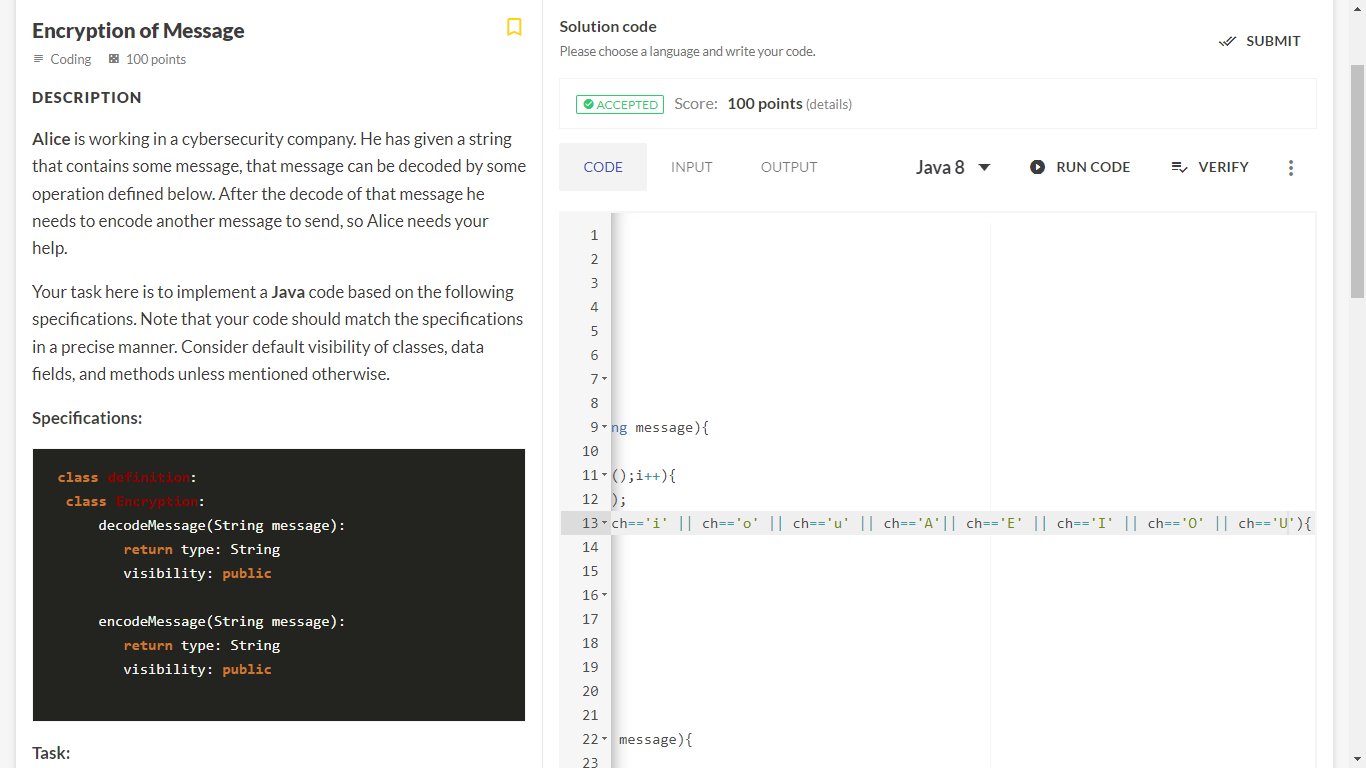 Encryption of Message
Coding 100 points
DESCRIPTION
Alice is working in a cybersecurity company. He has given a string
that contains some message, that message can be decoded by some
operation defined below. After the decode of that message he
needs to encode another message to send, so Alice needs your
help.
Your task here is to implement a Java code based on the following
specifications. Note that your code should match the specifications
in a precise manner. Consider default visibility of classes, data
fields, and methods unless mentioned otherwise.
Specifications:
class definition:
class Encryption:
decodeMessage(String message):
return type: String
visibility: public
encodeMessage(String message):
return type: String
visibility: public
Task:
Solution code
Please choose a language and write your code.
SUBMIT
ACCEPTED Score: 100 points (details)
CODE INPUT OUTPUT Java 8 RUN CODE VERIFY
1
2
3
4
5
6
7
8
9 ng message){
10
11 ();i++){
12 );
13 ch=='i' || ch=='o' || ch=='u' || ch=='A'|| ch=='E' || ch=='I' || ch=='O' || ch=='U'){
14
15
16
17
18
19
20
21
22 message){
23